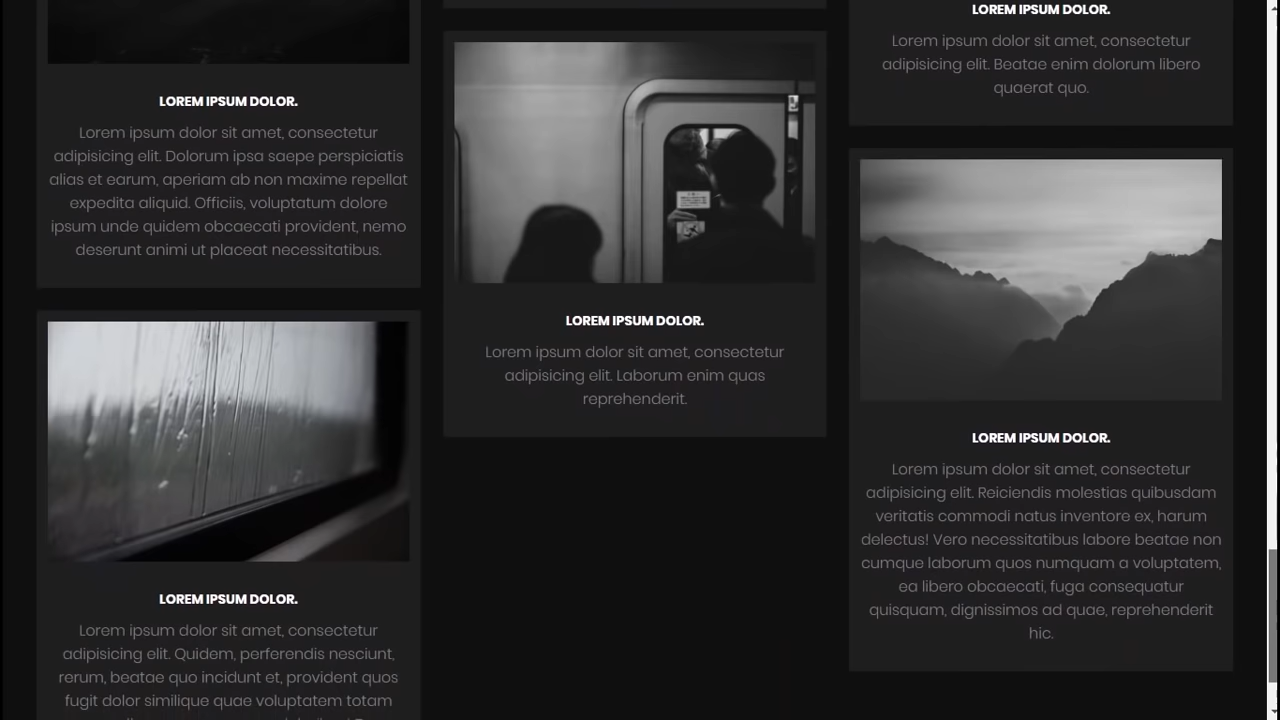 LOREM IPSUM DOLOR.
Lorem ipsum dolor sit amet, consectetur
adipisicing elit. Dolorum ipsa saepe perspiciatis
alias et earum, aperiam ab non maxime repellat
expedita aliquid. Officiis, voluptatum dolore
ipsum unde quidem obcaecati provident, nemo
deserunt animi ut placeat necessitatibus.
LOREM IPSUM DOLOR.
Lorem ipsum dolor sit amet, consectetur
adipisicing elit. Quidem, perferendis nesciunt,
rerum, beatae quo incidunt et, provident quos
fugit dolor similique quae voluptatem totam
LOREM IPSUM DOLOR.
Lorem ipsum dolor sit amet, consectetur
adipisicing elit. Laborum enim quas
reprehenderit.
LOREM IPSUM DOLOR.
Lorem ipsum dolor sit amet, consectetur
adipisicing elit. Beatae enim dolorum libero
quaerat quo.
LOREM IPSUM DOLOR.
Lorem ipsum dolor sit amet, consectetur
adipisicing elit. Reiciendis molestias quibusdam
veritatis commodi natus inventore ex, harum
delectus! Vero necessitatibus labore beatae non
cumque laborum quos numquam a voluptatem,
ea libero obcaecati, fuga consequatur
quisquam, dignissimos ad quae, reprehenderit
hic.